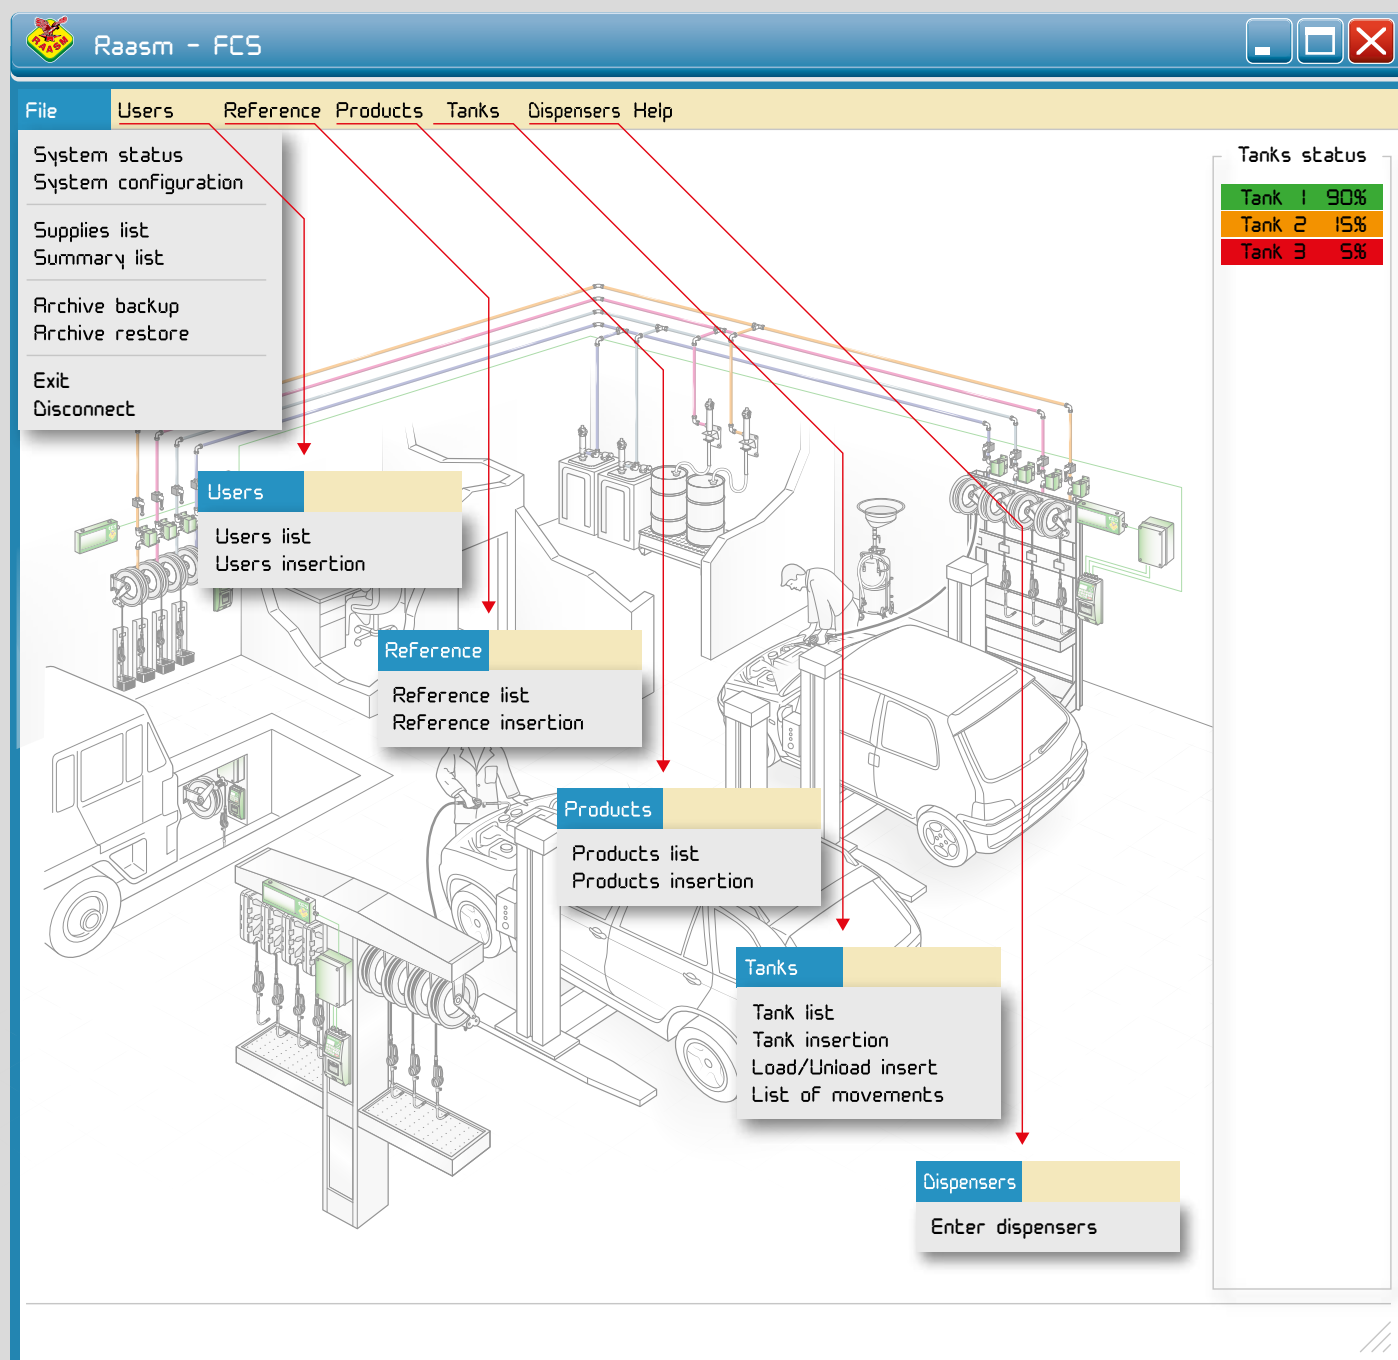 RAASM
Raasm - FCS
File Users Reference Products Tanks Dispensers Help
System status
System configuration
Supplies list
Summary list
Archive backup
Archive restore
Exit
Disconnect
Tanks status
Tank 1 90%
Tank 2 15%
Tank 3 5%
Users
Users list
Users insertion
Reference
Reference list
Reference insertion
Products
Products list
Products insertion
Tanks
Tank list
Tank insertion
Load/Unload insert
List of movements
Dispensers
Enter dispensers